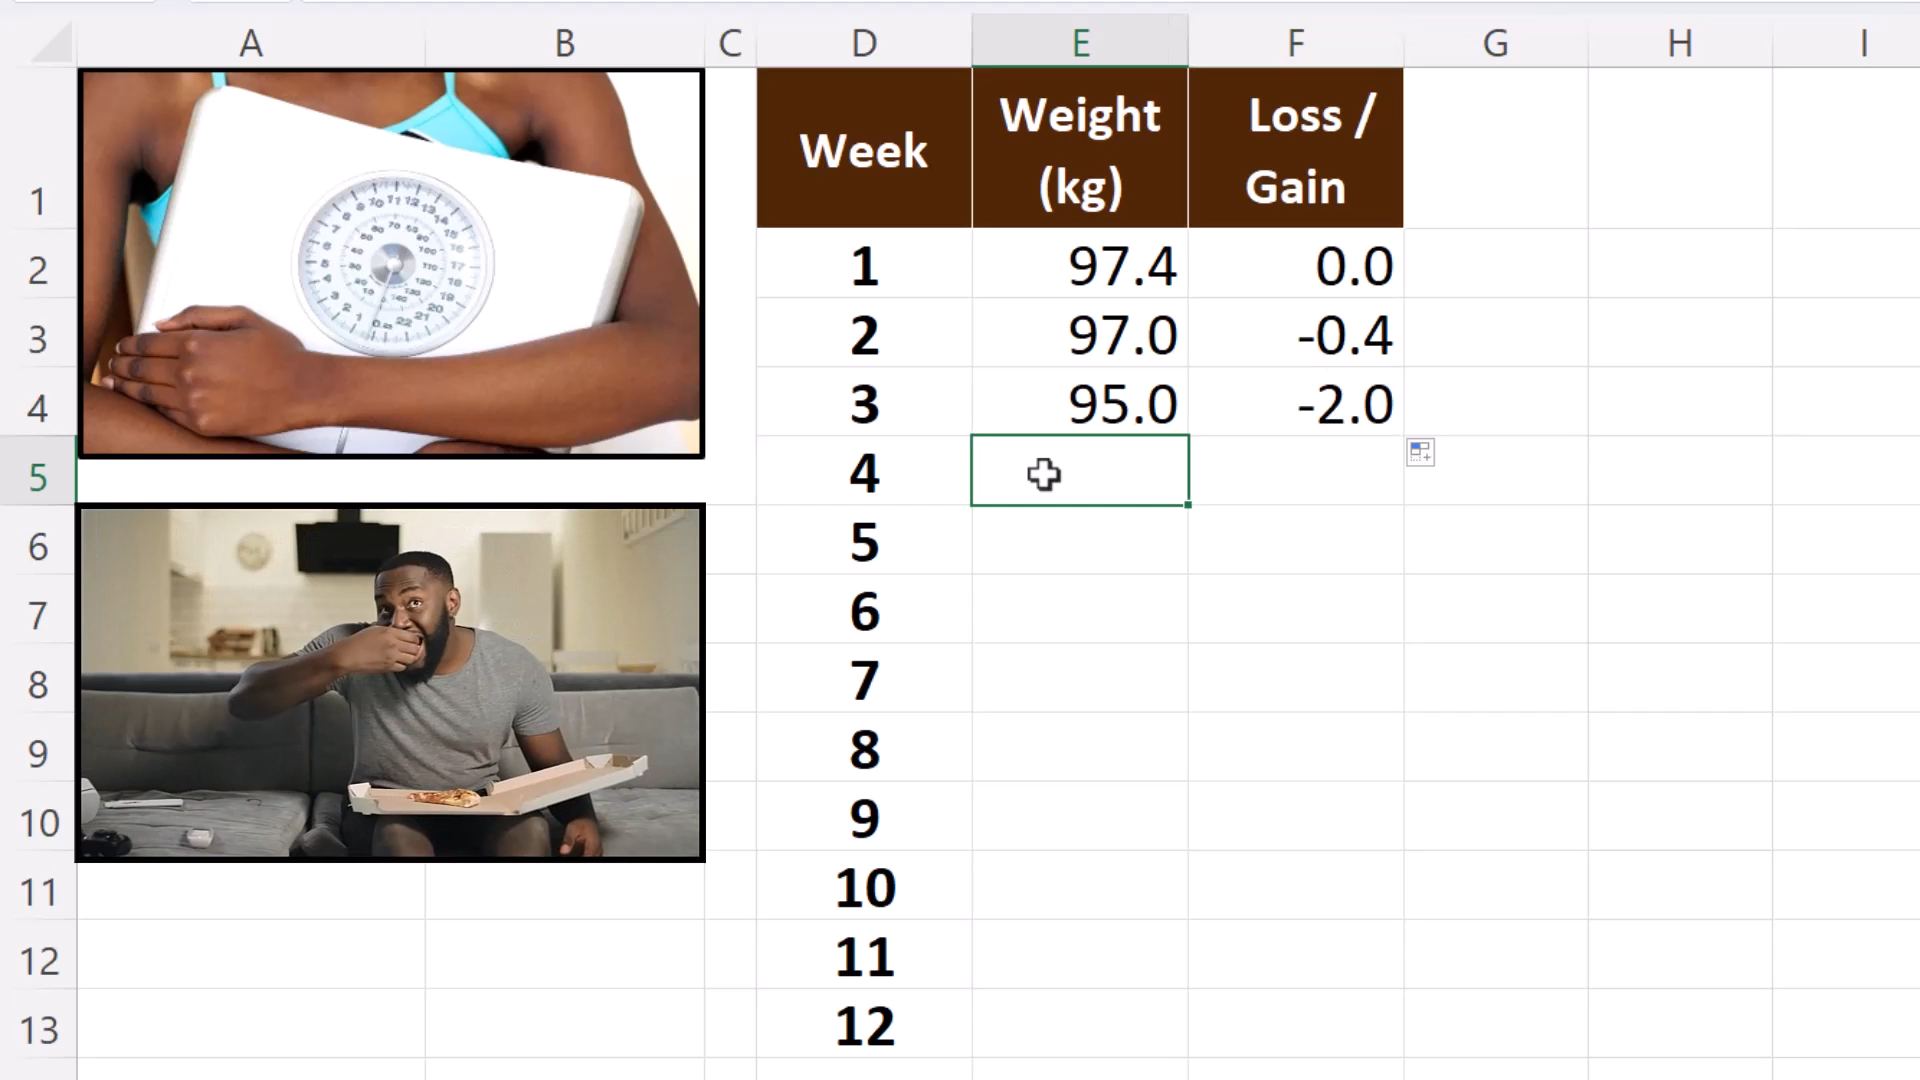 A B C D E F G H I
1 Week Weight (kg) Loss / Gain
2 1 97.4 0.0
3 2 97.0 -0.4
4 3 95.0 -2.0
5 4
6 5
7 6
8 7
9 8
10 9
11 10
12 11
13 12